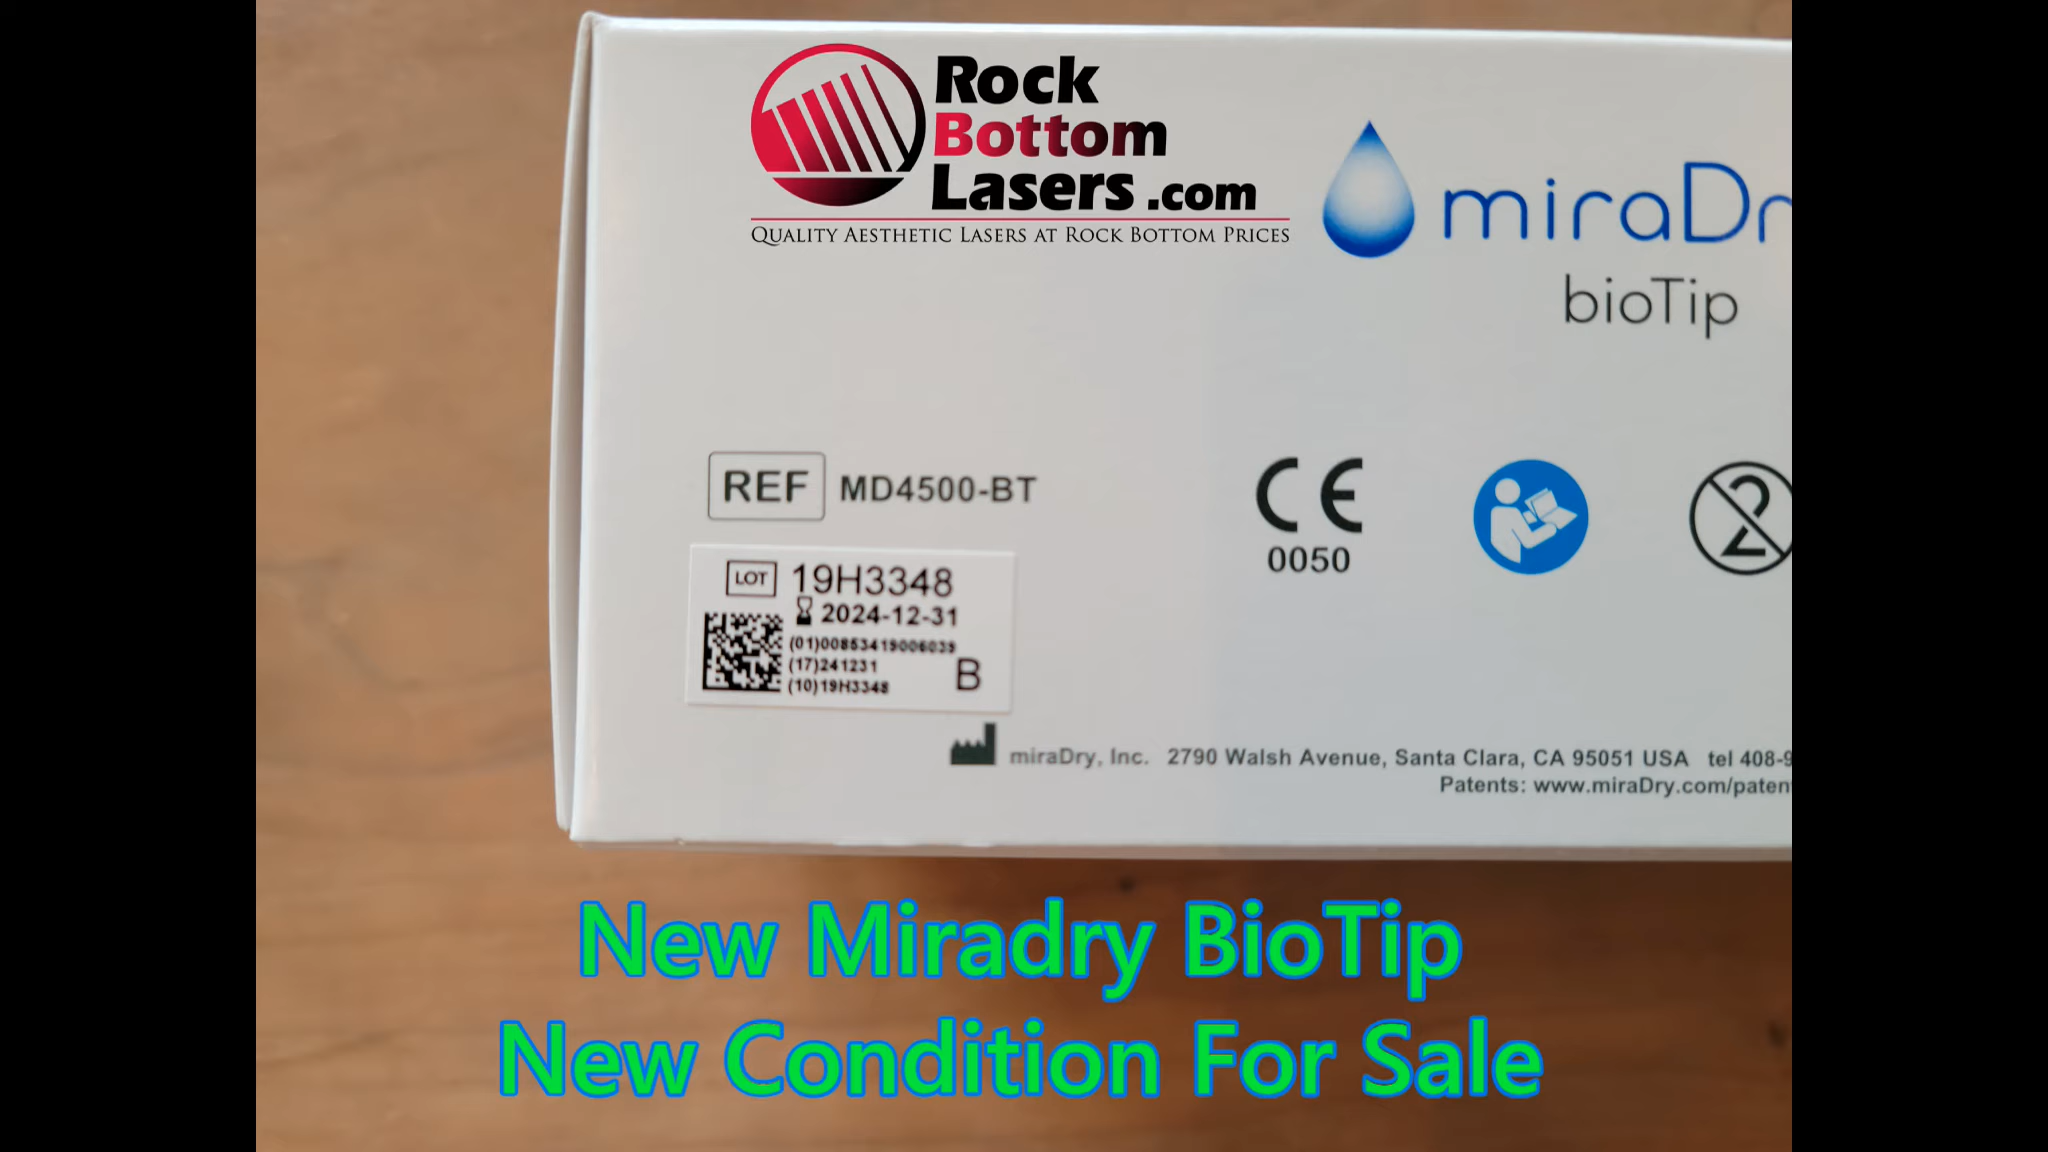 Rock
Bottom
Lasers.com
QUALITY AESTHETIC LASERS AT ROCK BOTTOM PRICES
miraDr
bioTip
REF MD4500-BT
CE
0050
2
LOT 19H3348
2024-12-31
(01)00853419006039
(17)241231
(10)19H3348
B
miraDry, Inc. 2790 Walsh Avenue, Santa Clara, CA 95051 USA tel 408-9
Patents: www.miraDry.com/paten
New Miradry BioTip
New Condition For Sale